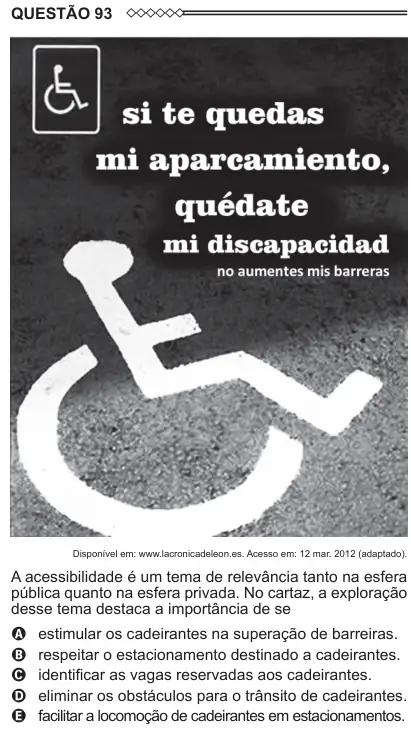 QUESTÃO 93
si te quedas
mi aparcamiento,
quédate
mi discapacidad
no aumentes mis barreras
Disponível em: www.lacronicadeleon.es. Acesso em: 12 mar. 2012 (adaptado).
A acessibilidade é um tema de relevância tanto na esfera
pública quanto na esfera privada. No cartaz, a exploração
desse tema destaca a importância de se
A estimular os cadeirantes na superação de barreiras.
B respeitar o estacionamento destinado a cadeirantes.
C identificar as vagas reservadas aos cadeirantes.
D eliminar os obstáculos para o trânsito de cadeirantes.
E facilitar a locomoção de cadeirantes em estacionamentos.